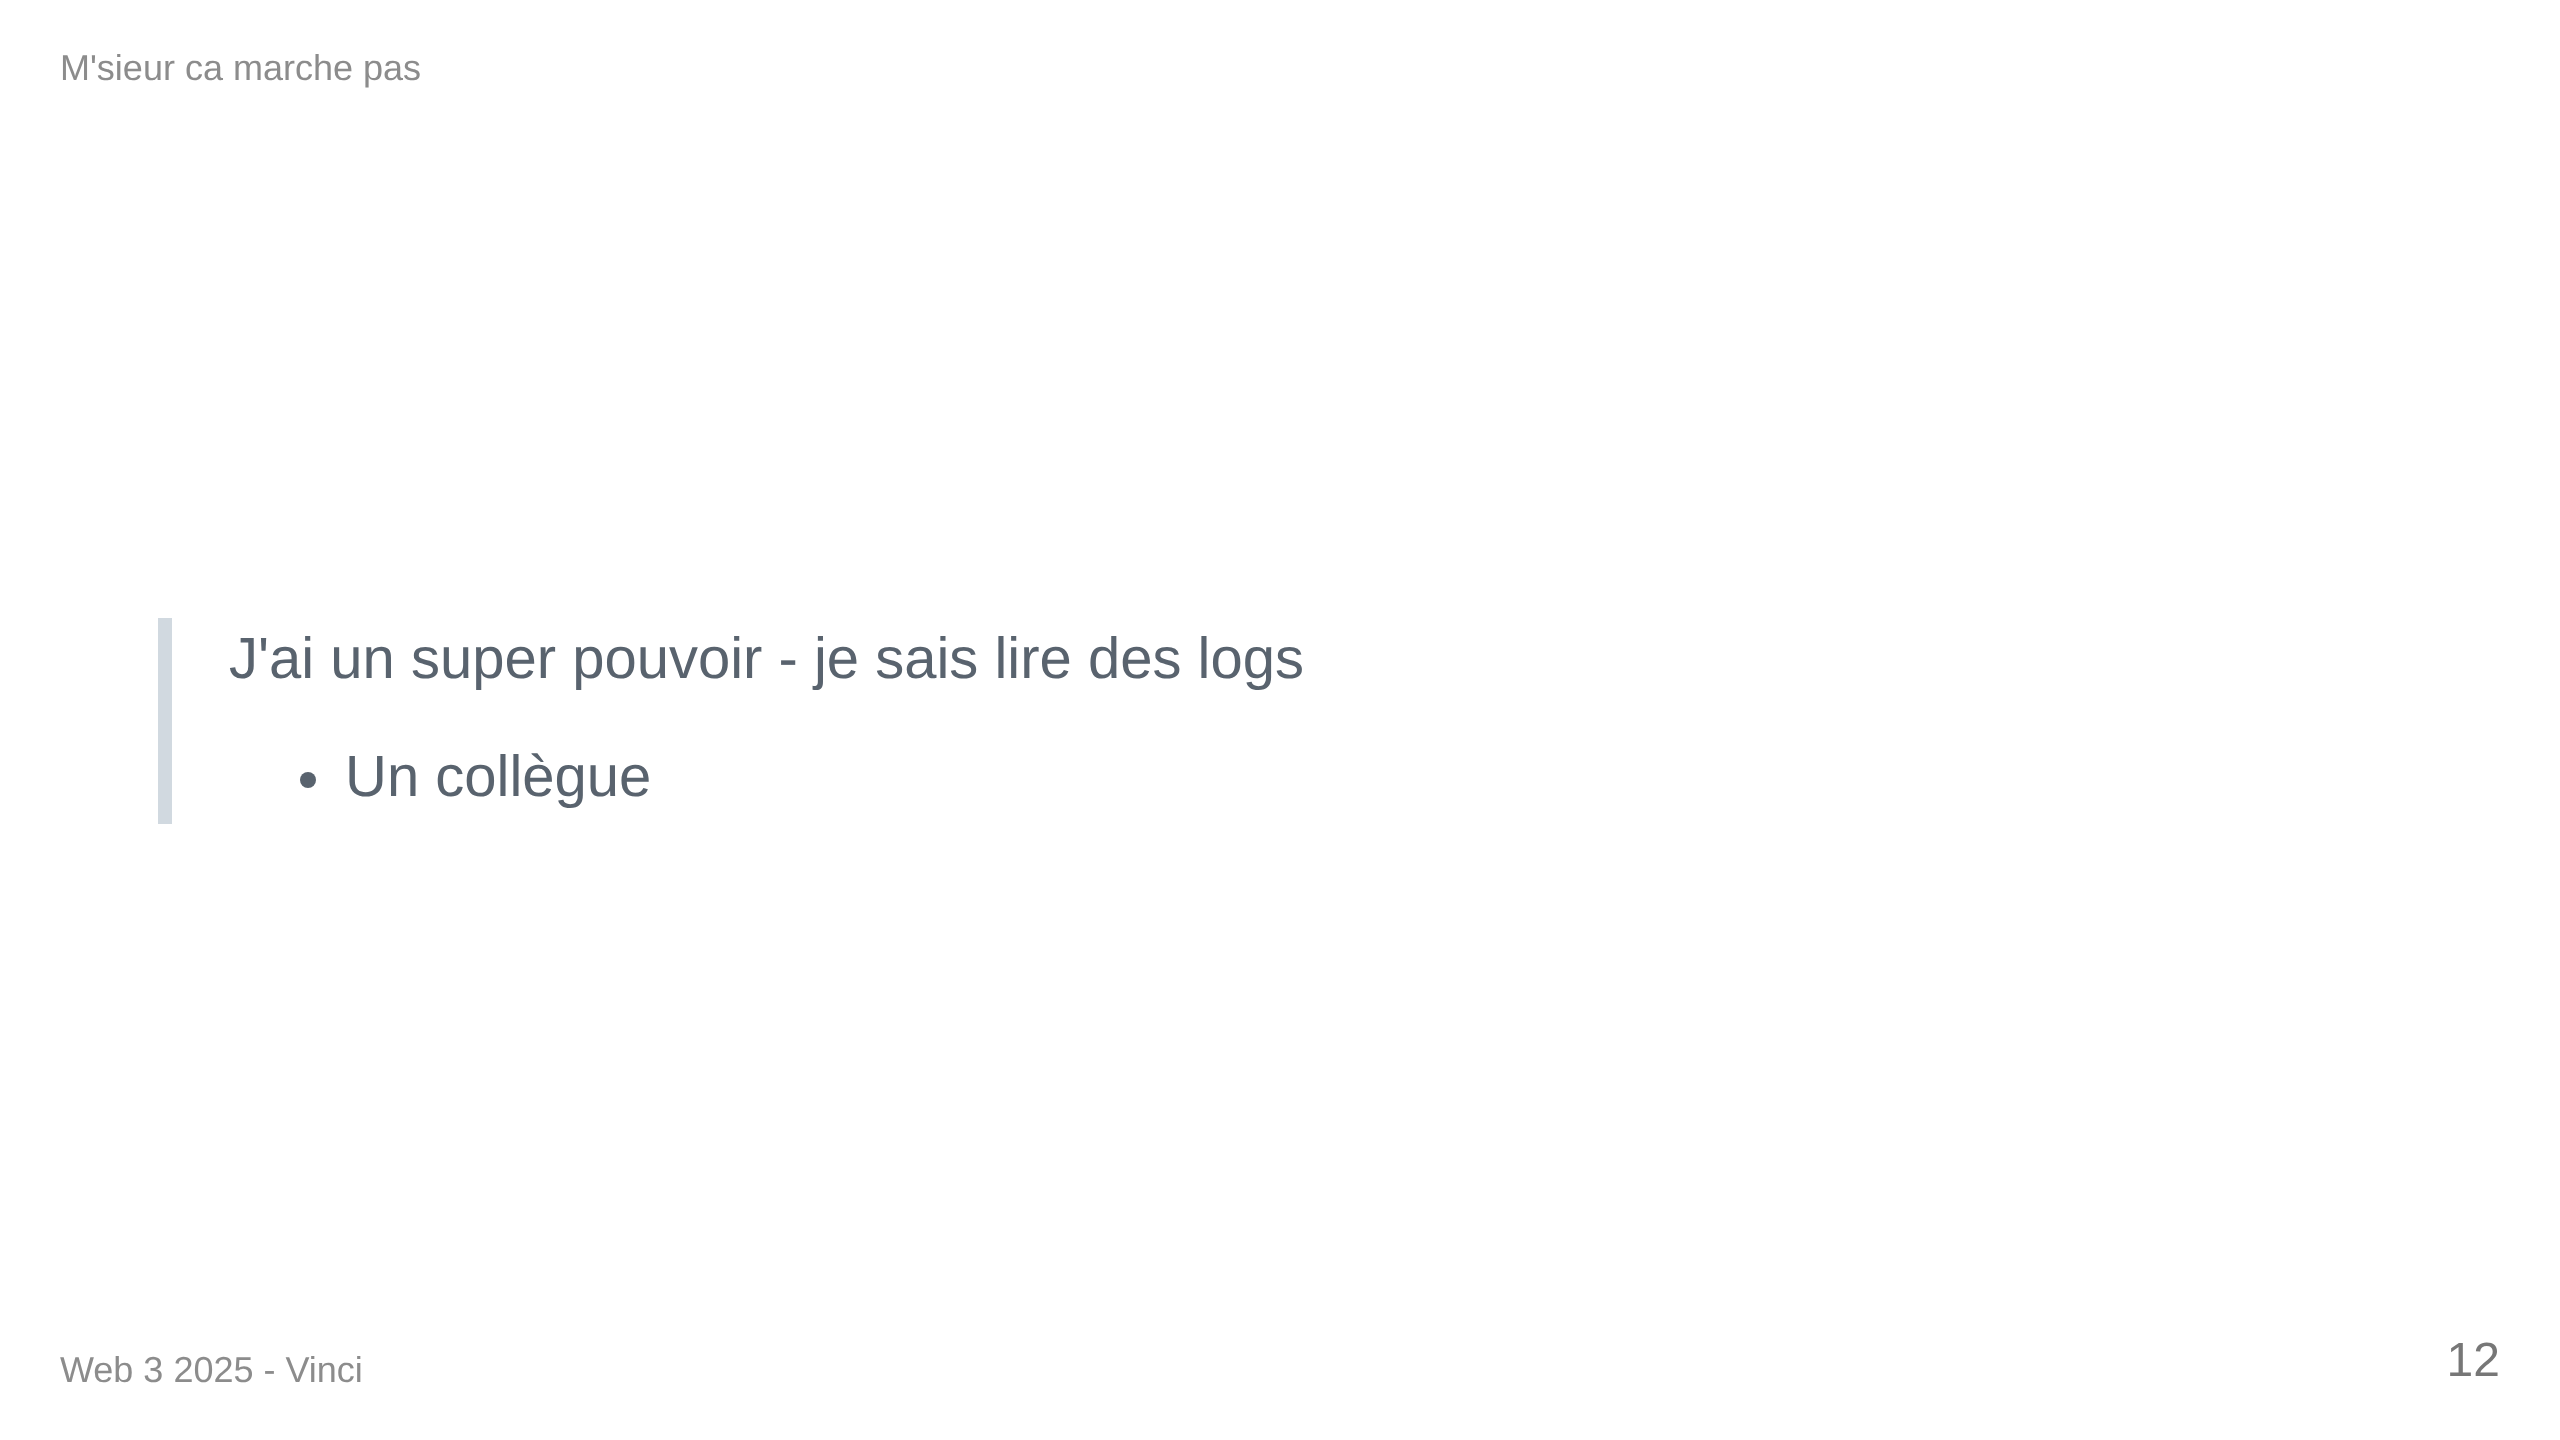 M'sieur ca marche pas
J'ai un super pouvoir - je sais lire des logs
• Un collègue
Web 3 2025 - Vinci
12